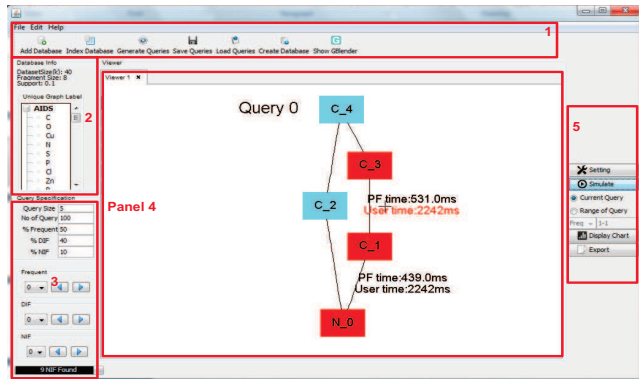 File Edit Help
1
Add Database Index Database Generate Queries Save Queries Load Queries Create Database Show GBlender
Database Info
DatasetSize(k): 40
Fragment Size: 8
Support: 0.1
Unique Graph Label
AIDS
C
O
Cu
N
S
P
Cl
Zn
2
Query Specification
Query Size 5
No of Query 100
% Frequent 50
% DIF 40
% NIF 10
Frequent
3
0
DIF
0
NIF
0
9 NIF Found
Viewer
Viewer 1
Query 0
C_4
C_3
C_2
PF time:531.0ms
User time:2242ms
C_1
PF time:439.0ms
User time:2242ms
N_0
Panel 4
5
Setting
Simulete
Current Query
Range of Query
Freq 1-1
Display Chart
Export